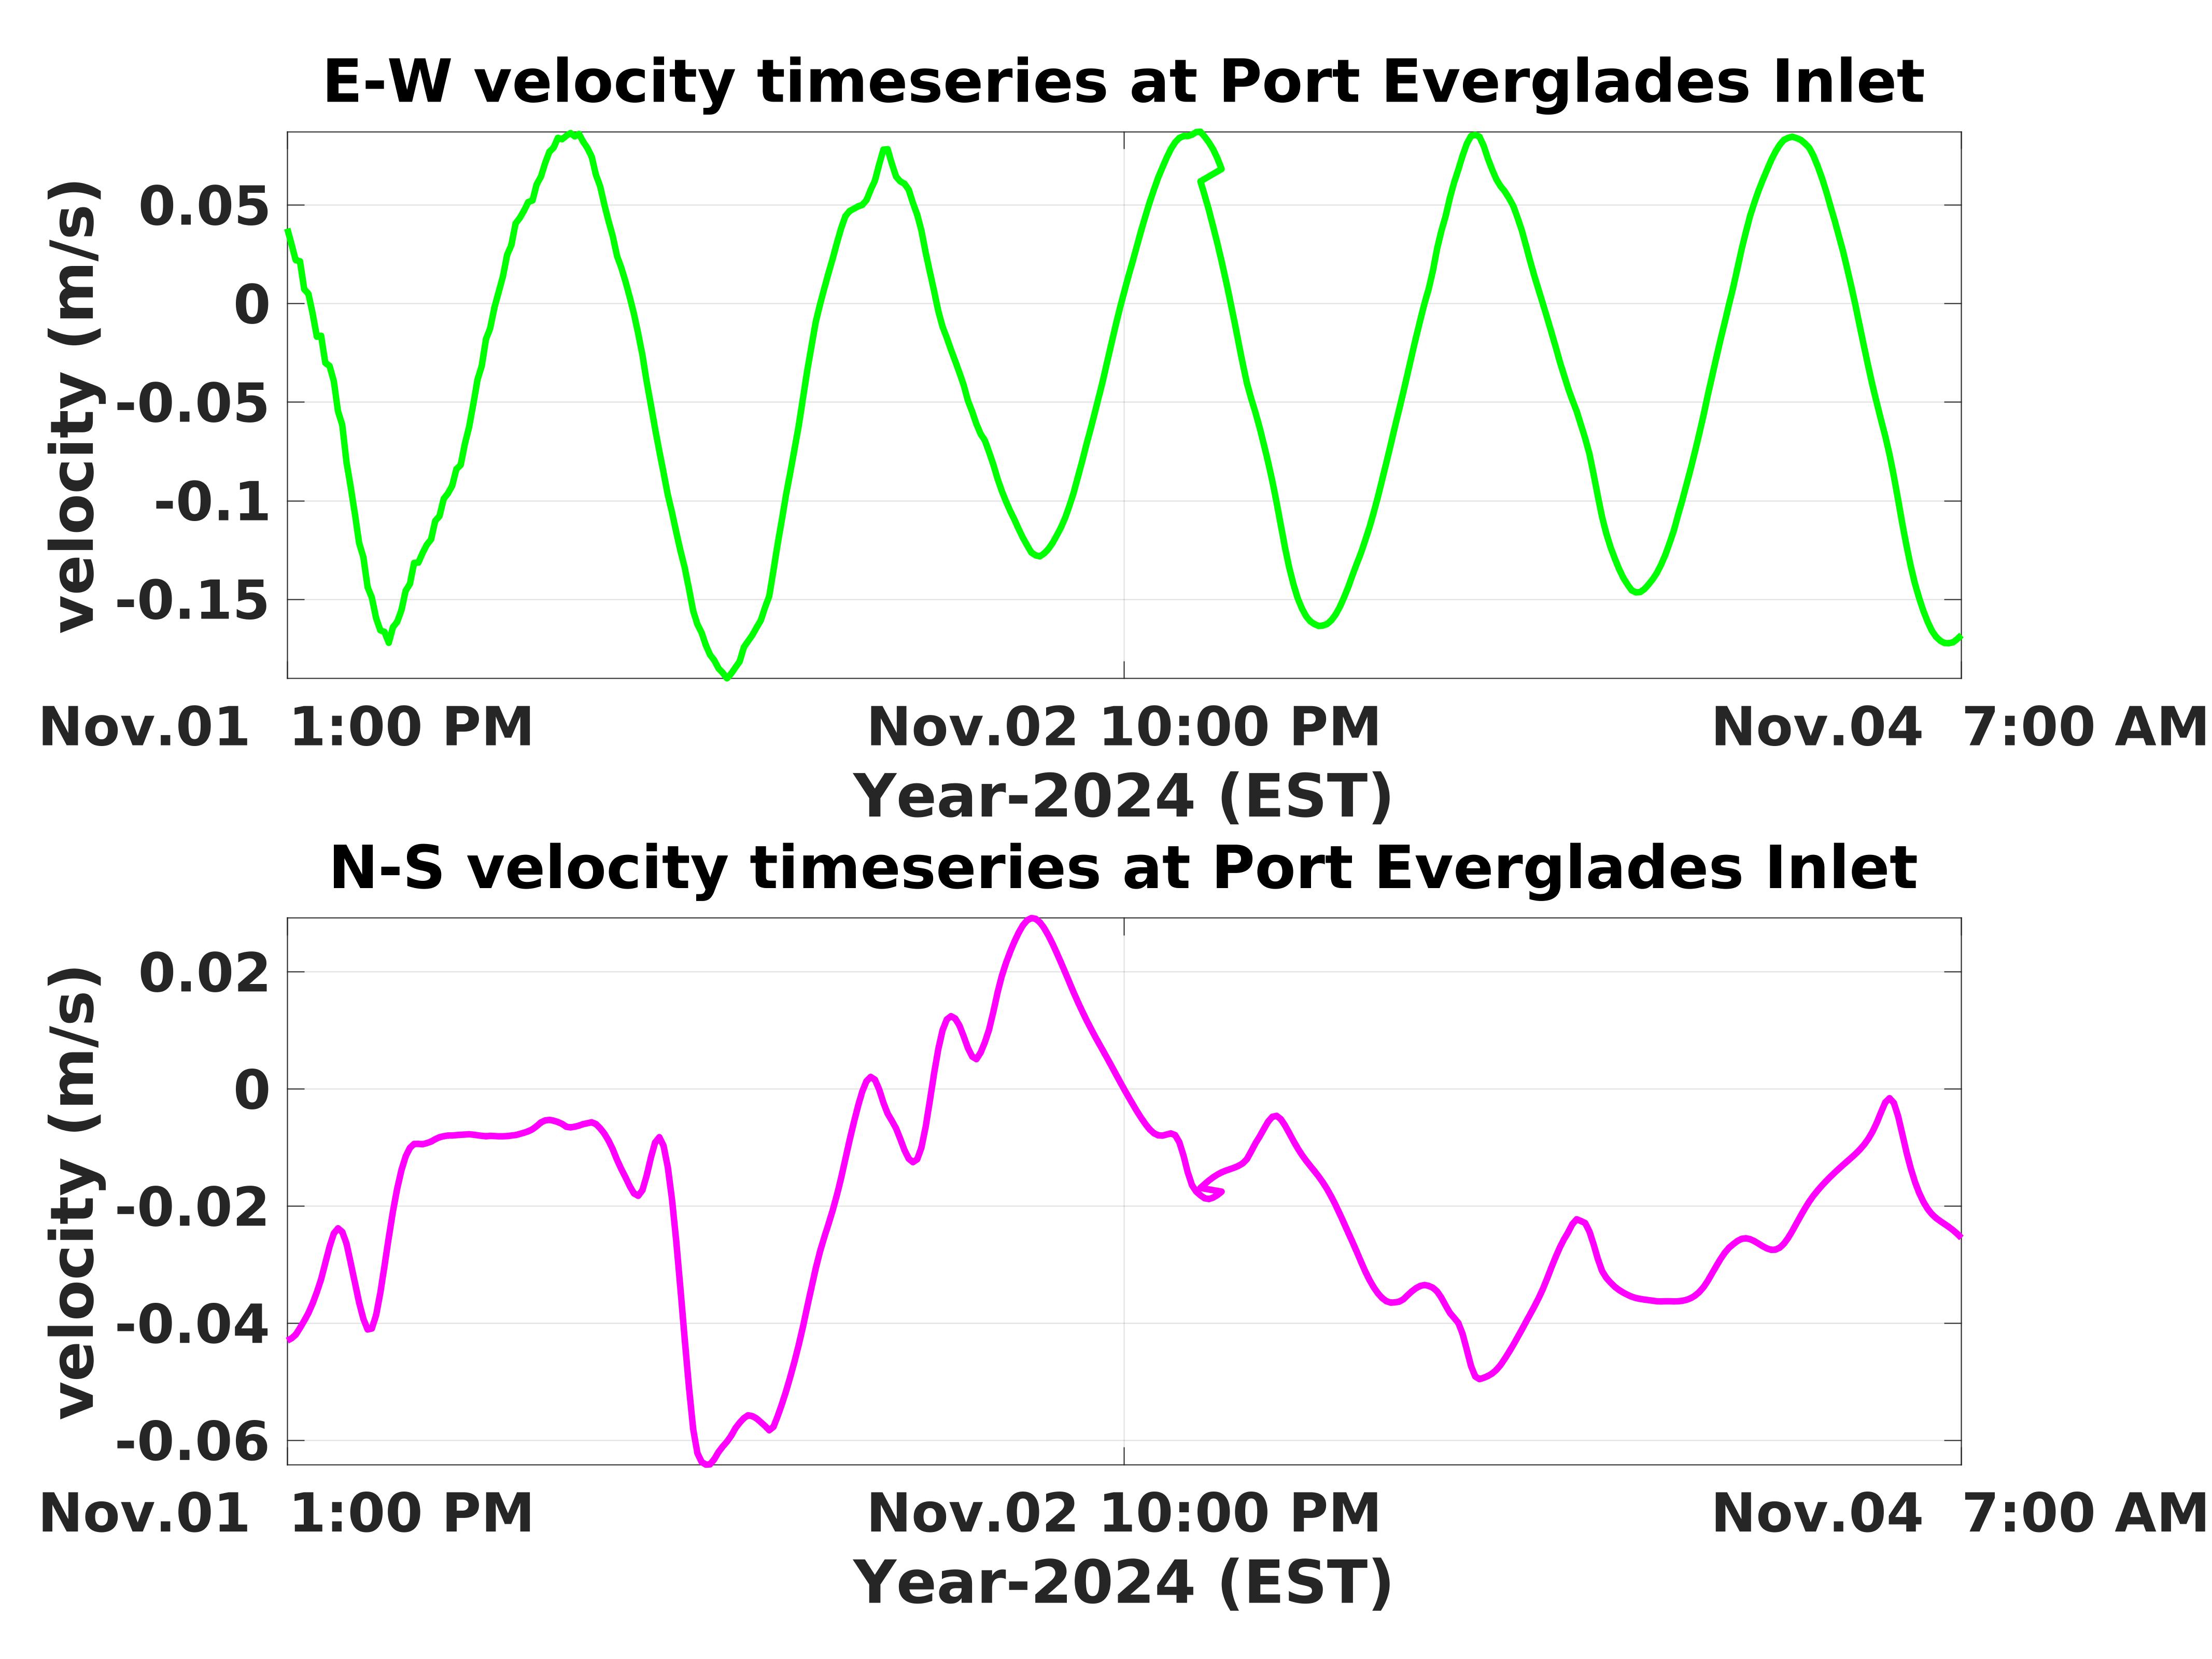 E-W velocity timeseries at Port Everglades Inlet
velocity (m/s)
0.05
0
-0.05
-0.1
-0.15
Nov.01  1:00 PM
Nov.02 10:00 PM
Nov.04  7:00 AM
Year-2024 (EST)
N-S velocity timeseries at Port Everglades Inlet
velocity (m/s)
0.02
0
-0.02
-0.04
-0.06
Nov.01  1:00 PM
Nov.02 10:00 PM
Nov.04  7:00 AM
Year-2024 (EST)